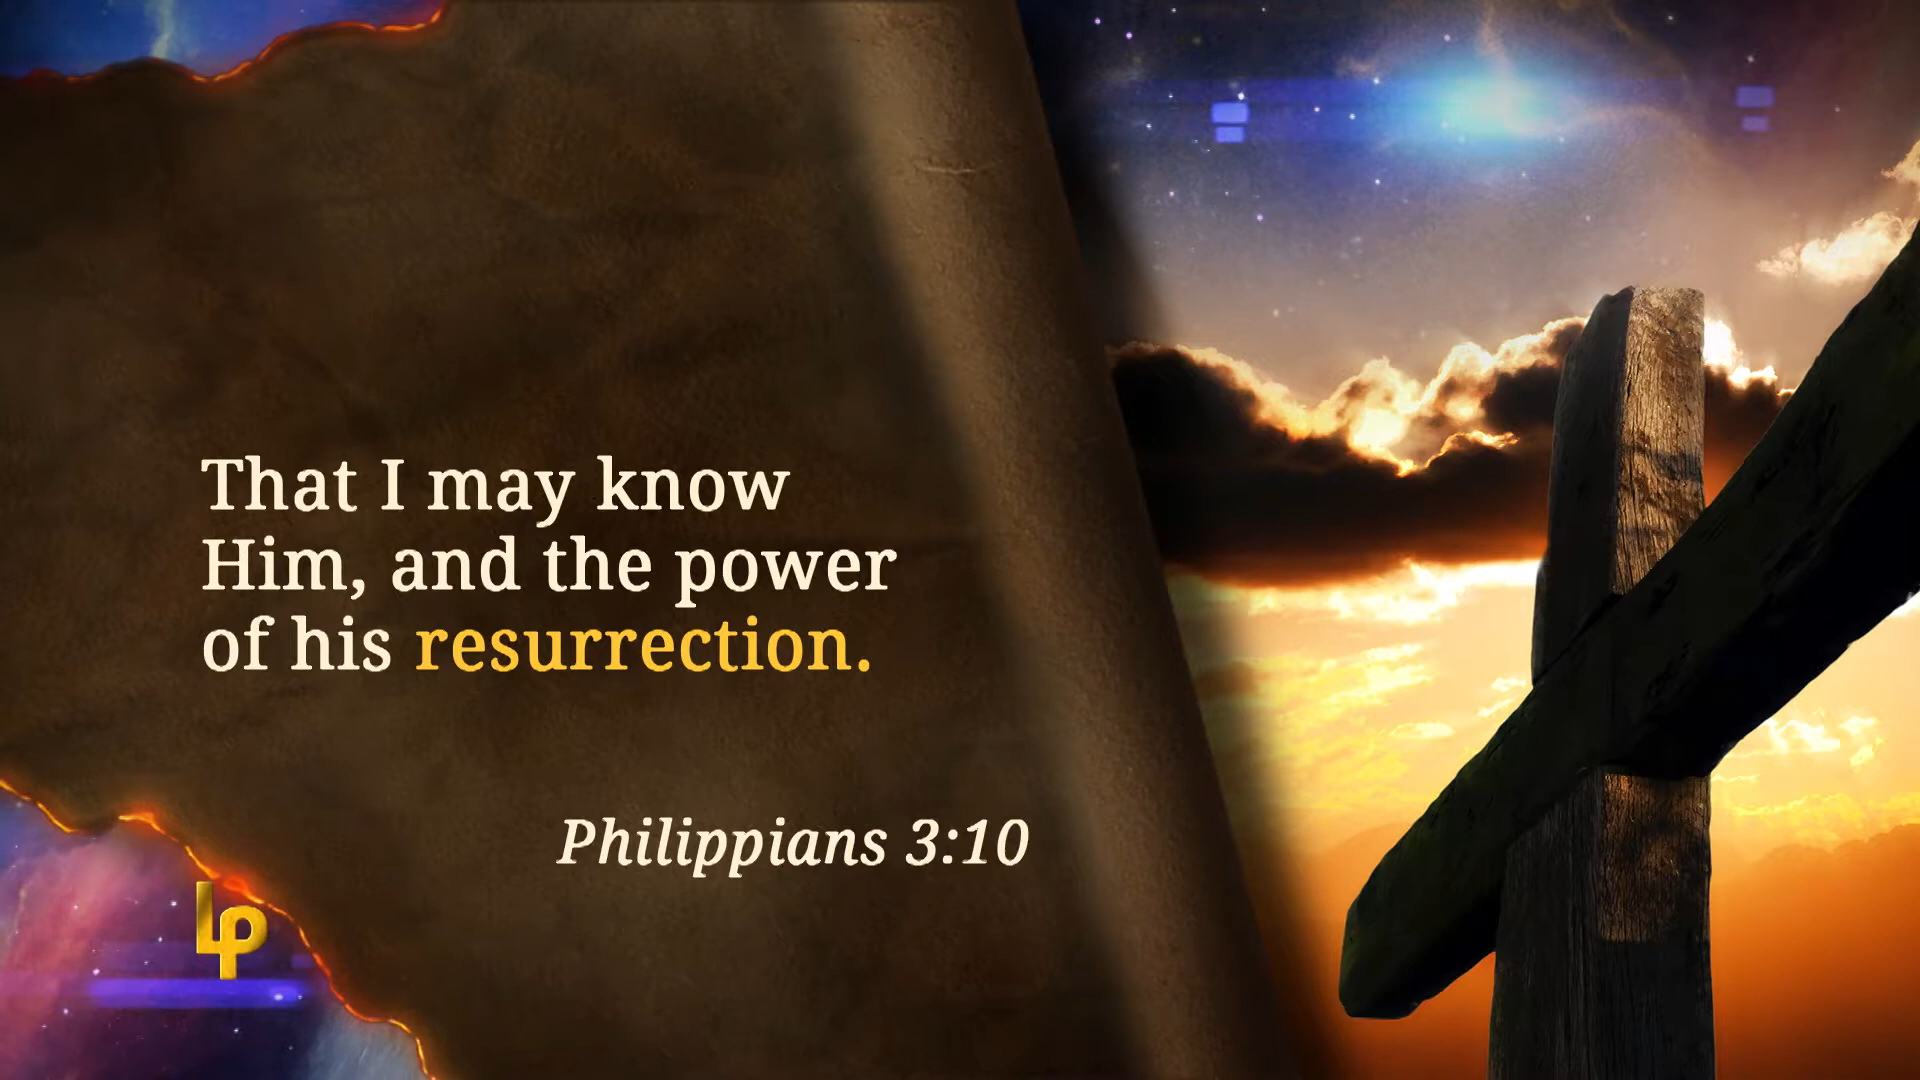 That I may know
Him, and the power
of his resurrection.
Philippians 3:10
LP